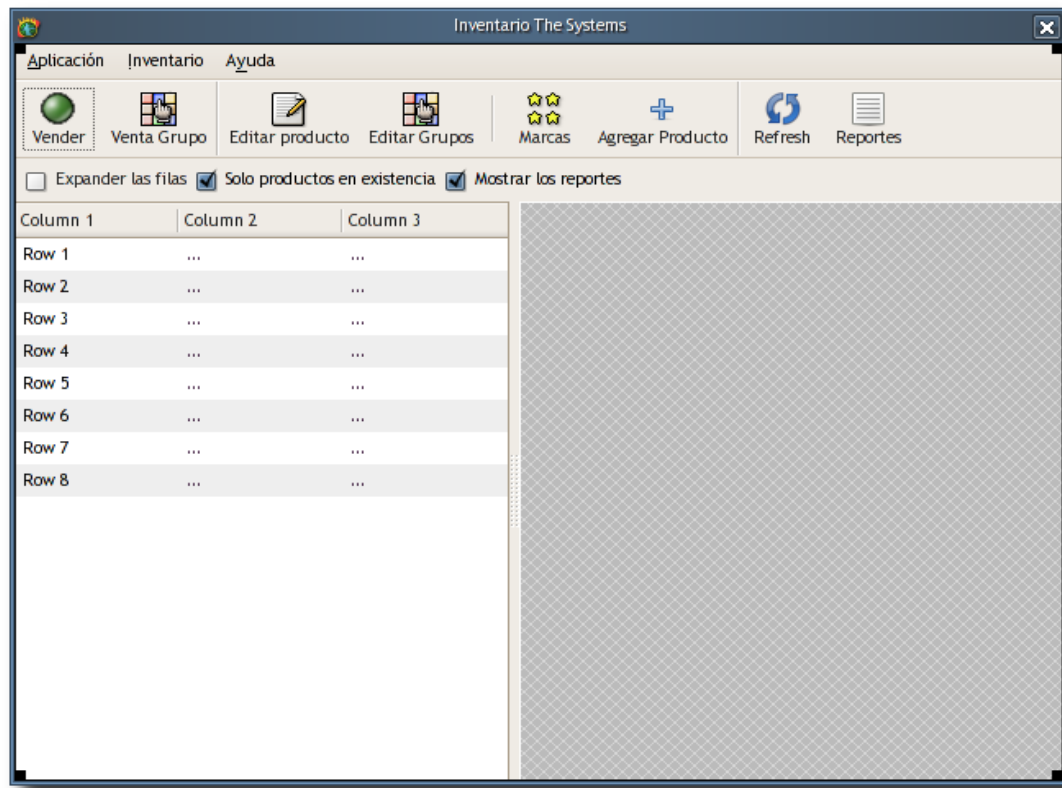 Inventario The Systems
Aplicación Inventario Ayuda
Vender Venta Grupo Editar producto Editar Grupos Marcas Agregar Producto Refresh Reportes
Expander las filas Solo productos en existencia Mostrar los reportes
Column 1 Column 2 Column 3
Row 1 ... ...
Row 2 ... ...
Row 3 ... ...
Row 4 ... ...
Row 5 ... ...
Row 6 ... ...
Row 7 ... ...
Row 8 ... ...